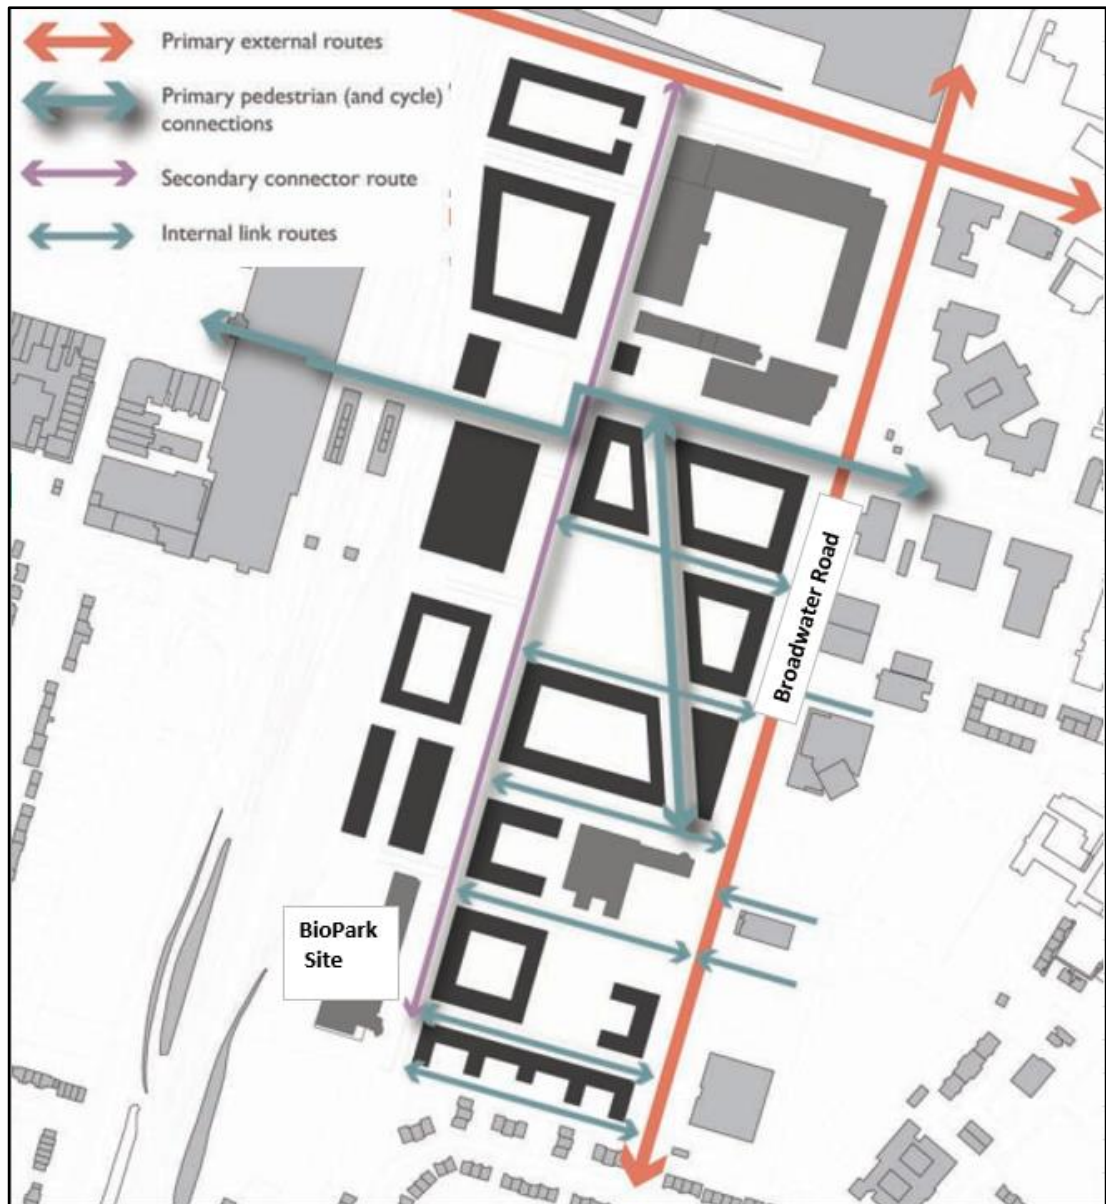 Primary external routes
Primary pedestrian (and cycle)
connections
Secondary connector route
Internal link routes
Broadwater Road
BioPark
Site